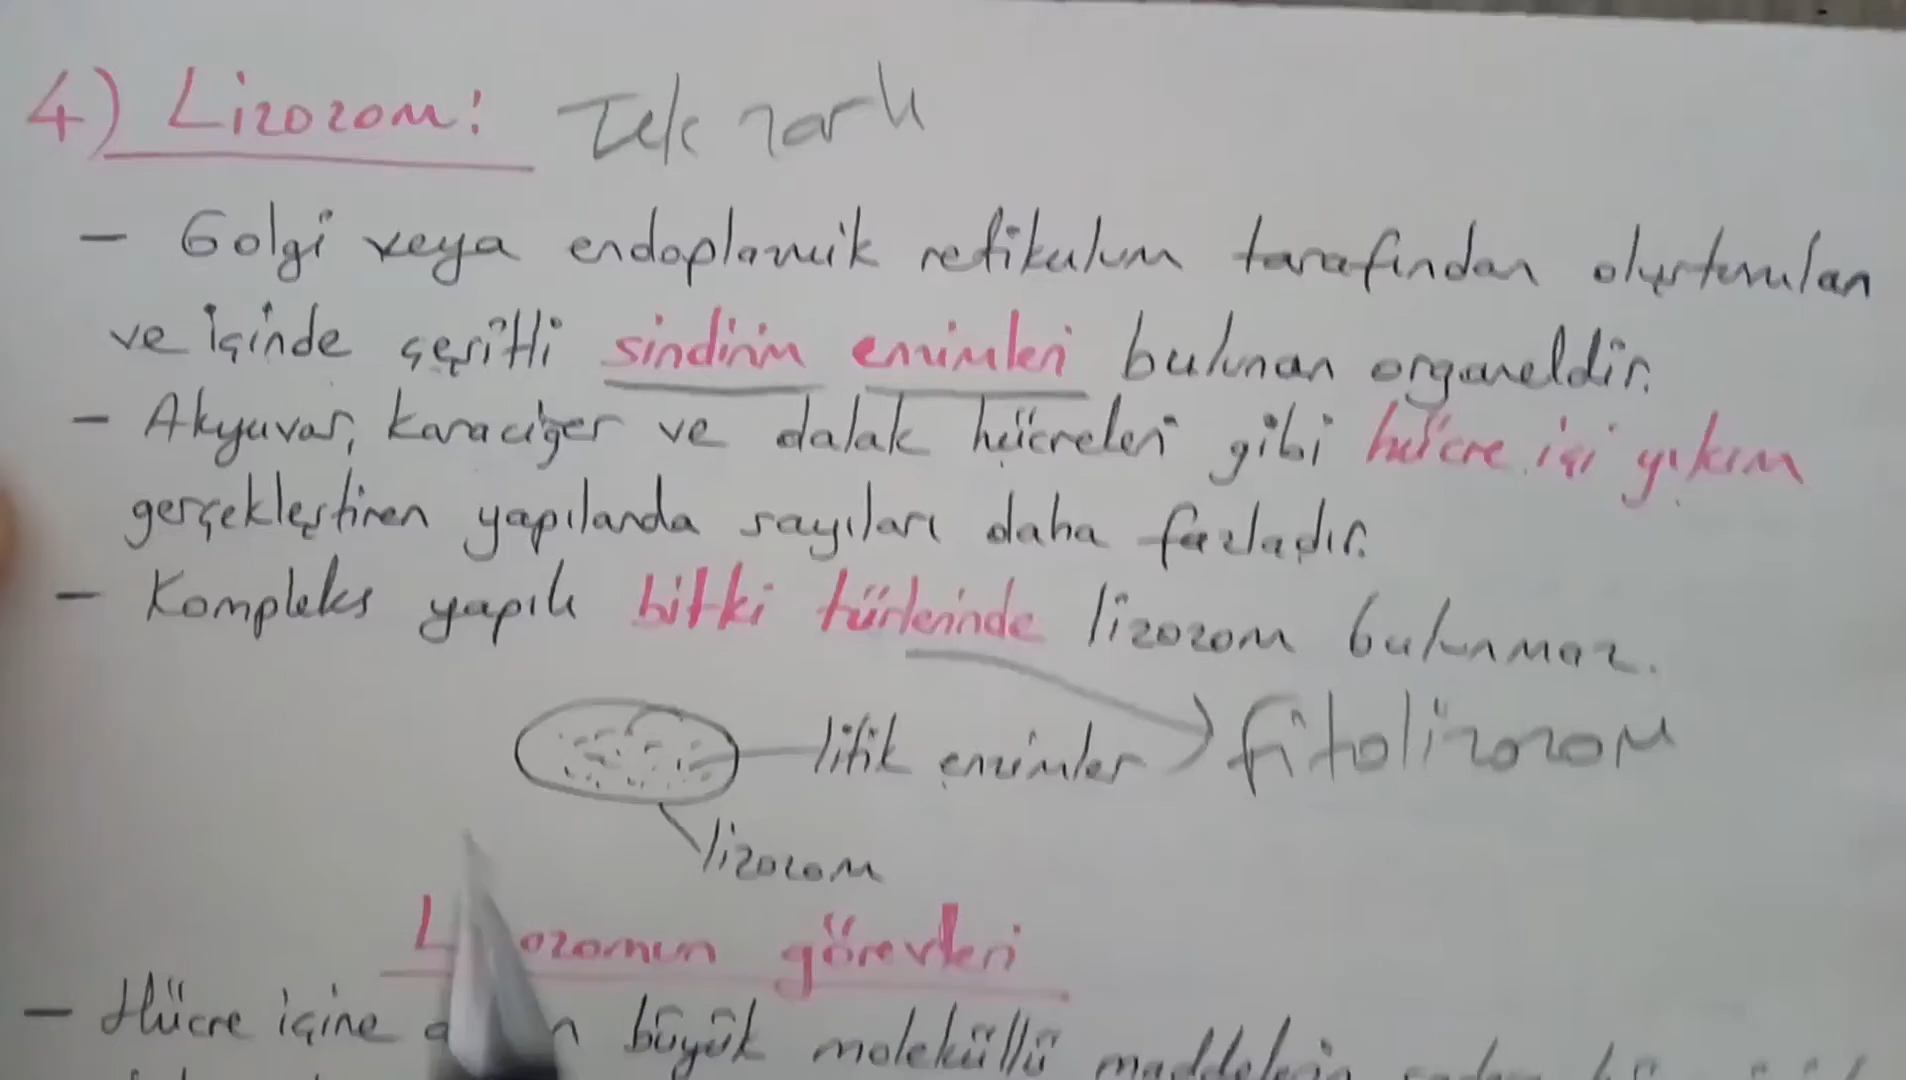 4) Lizozom: Tek zarlı
- Golgi veya endoplazmik retikulum tarafından oluşturulan
ve içinde çeşitli sindirim enzimleri bulunan organeldir.
- Akyuvar, karaciğer ve dalak hücreleri gibi hücre içi yıkım
gerçekleştiren yapılarda sayıları daha fazladır.
- Kompleks yapılı bitki türlerinde lizozom bulunmaz.
litik enzimler fitolizozom
lizozom
görevleri
- Hücre içine büyük moleküllü maddelerin